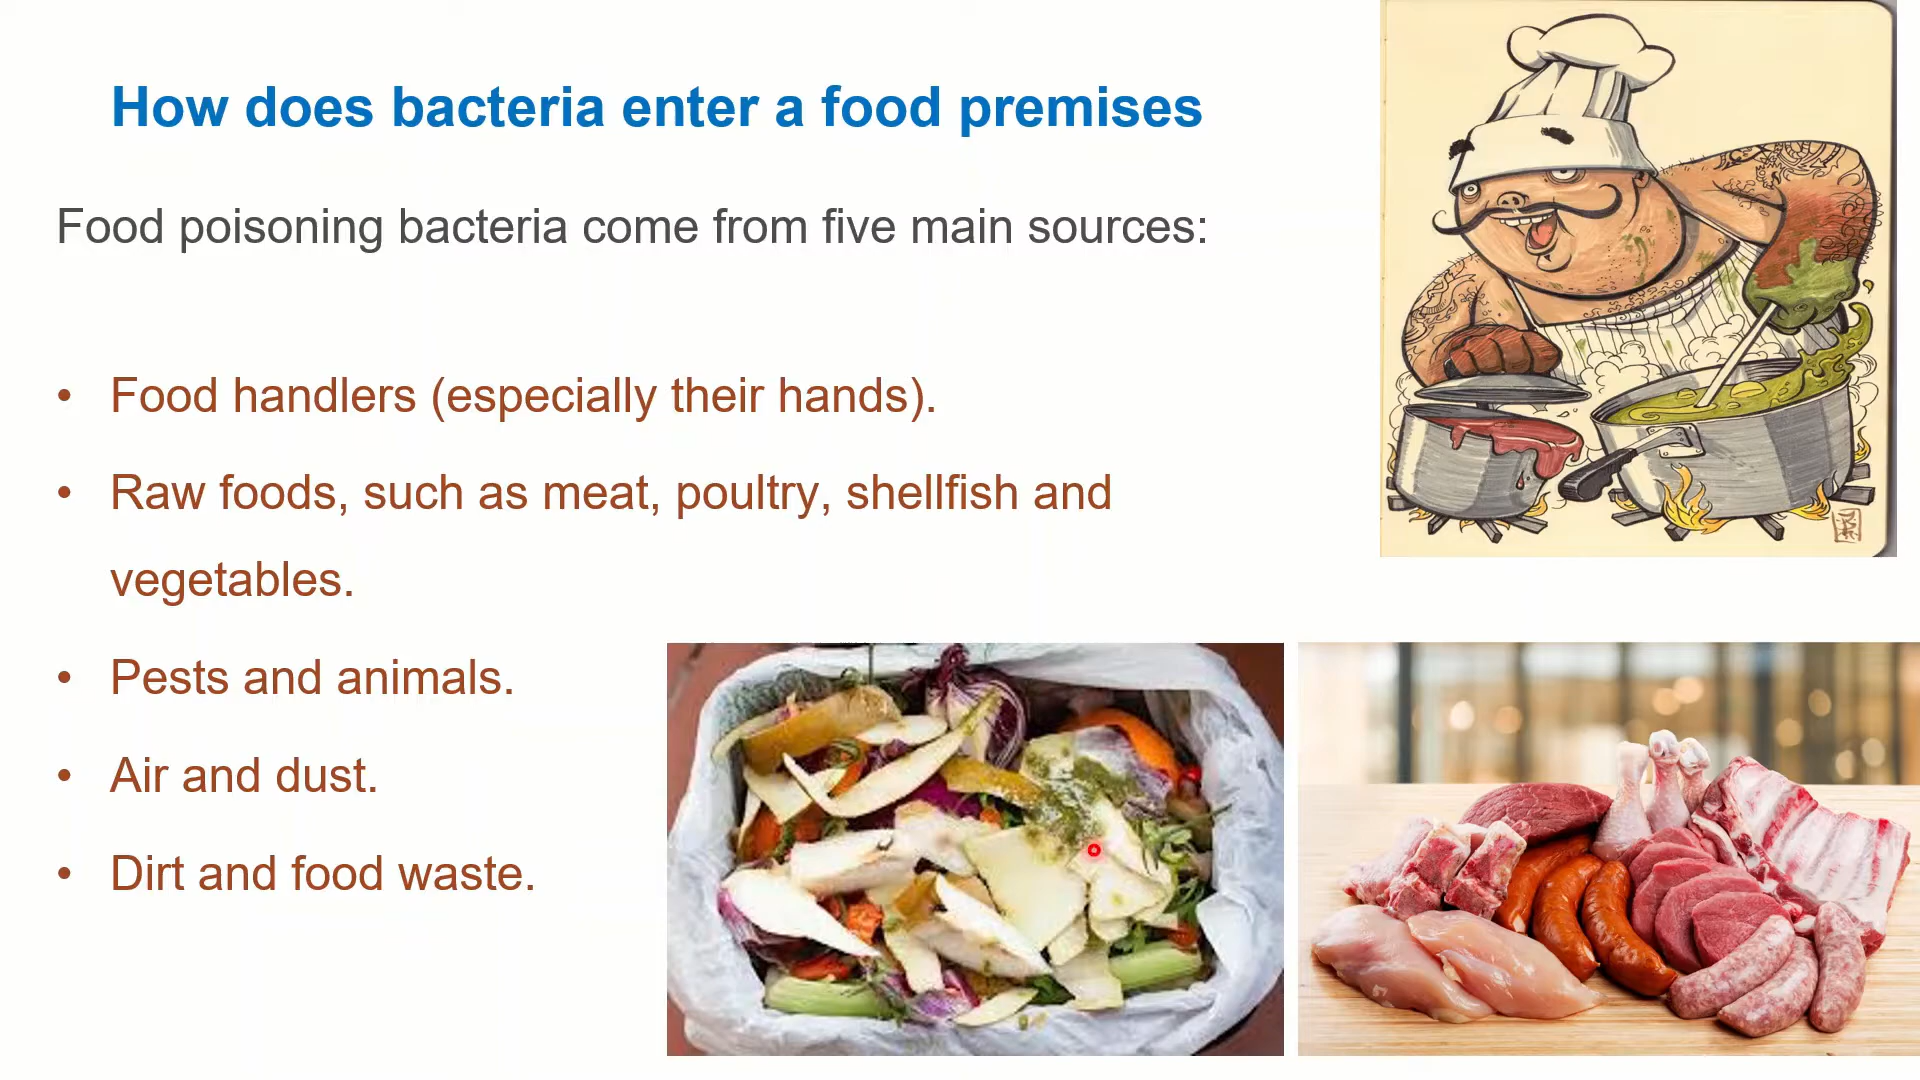 How does bacteria enter a food premises
Food poisoning bacteria come from five main sources:
• Food handlers (especially their hands).
• Raw foods, such as meat, poultry, shellfish and
vegetables.
• Pests and animals.
• Air and dust.
• Dirt and food waste.